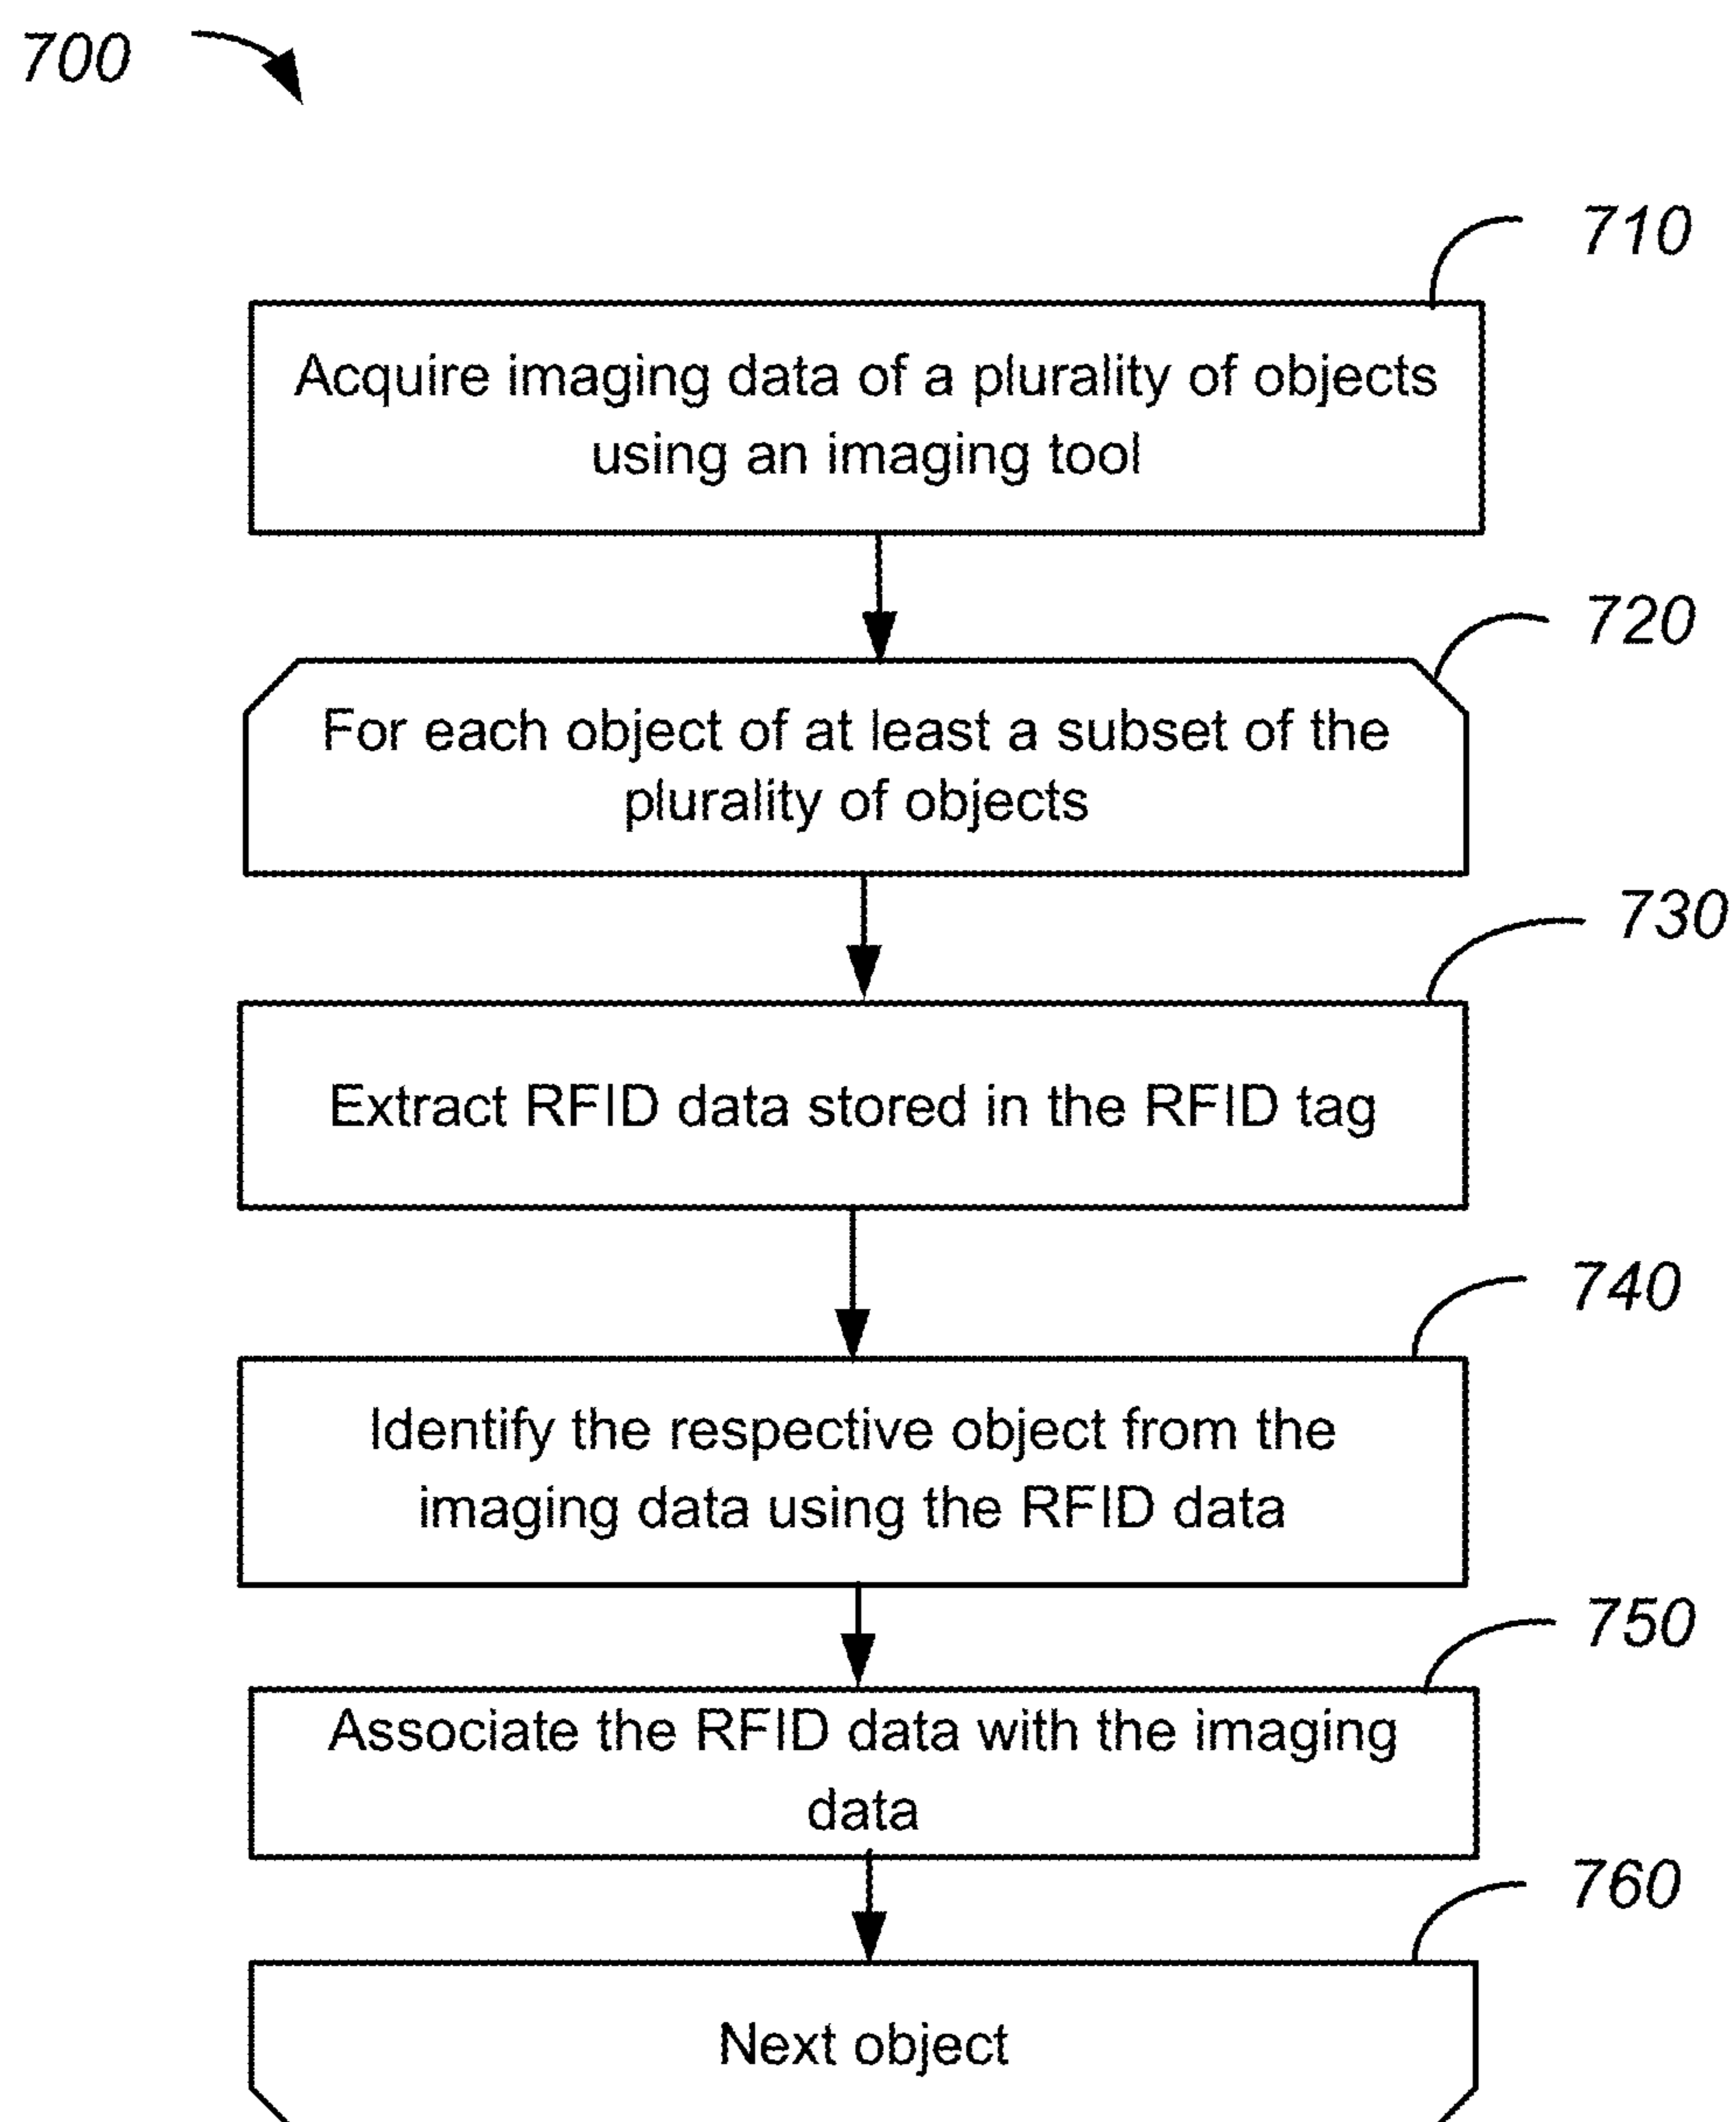 700
710
Acquire imaging data of a plurality of objects
using an imaging tool
720
For each object of at least a subset of the
plurality of objects
730
Extract RFID data stored in the RFID tag
740
Identify the respective object from the
imaging data using the RFID data
750
Associate the RFID data with the imaging
data
760
Next object